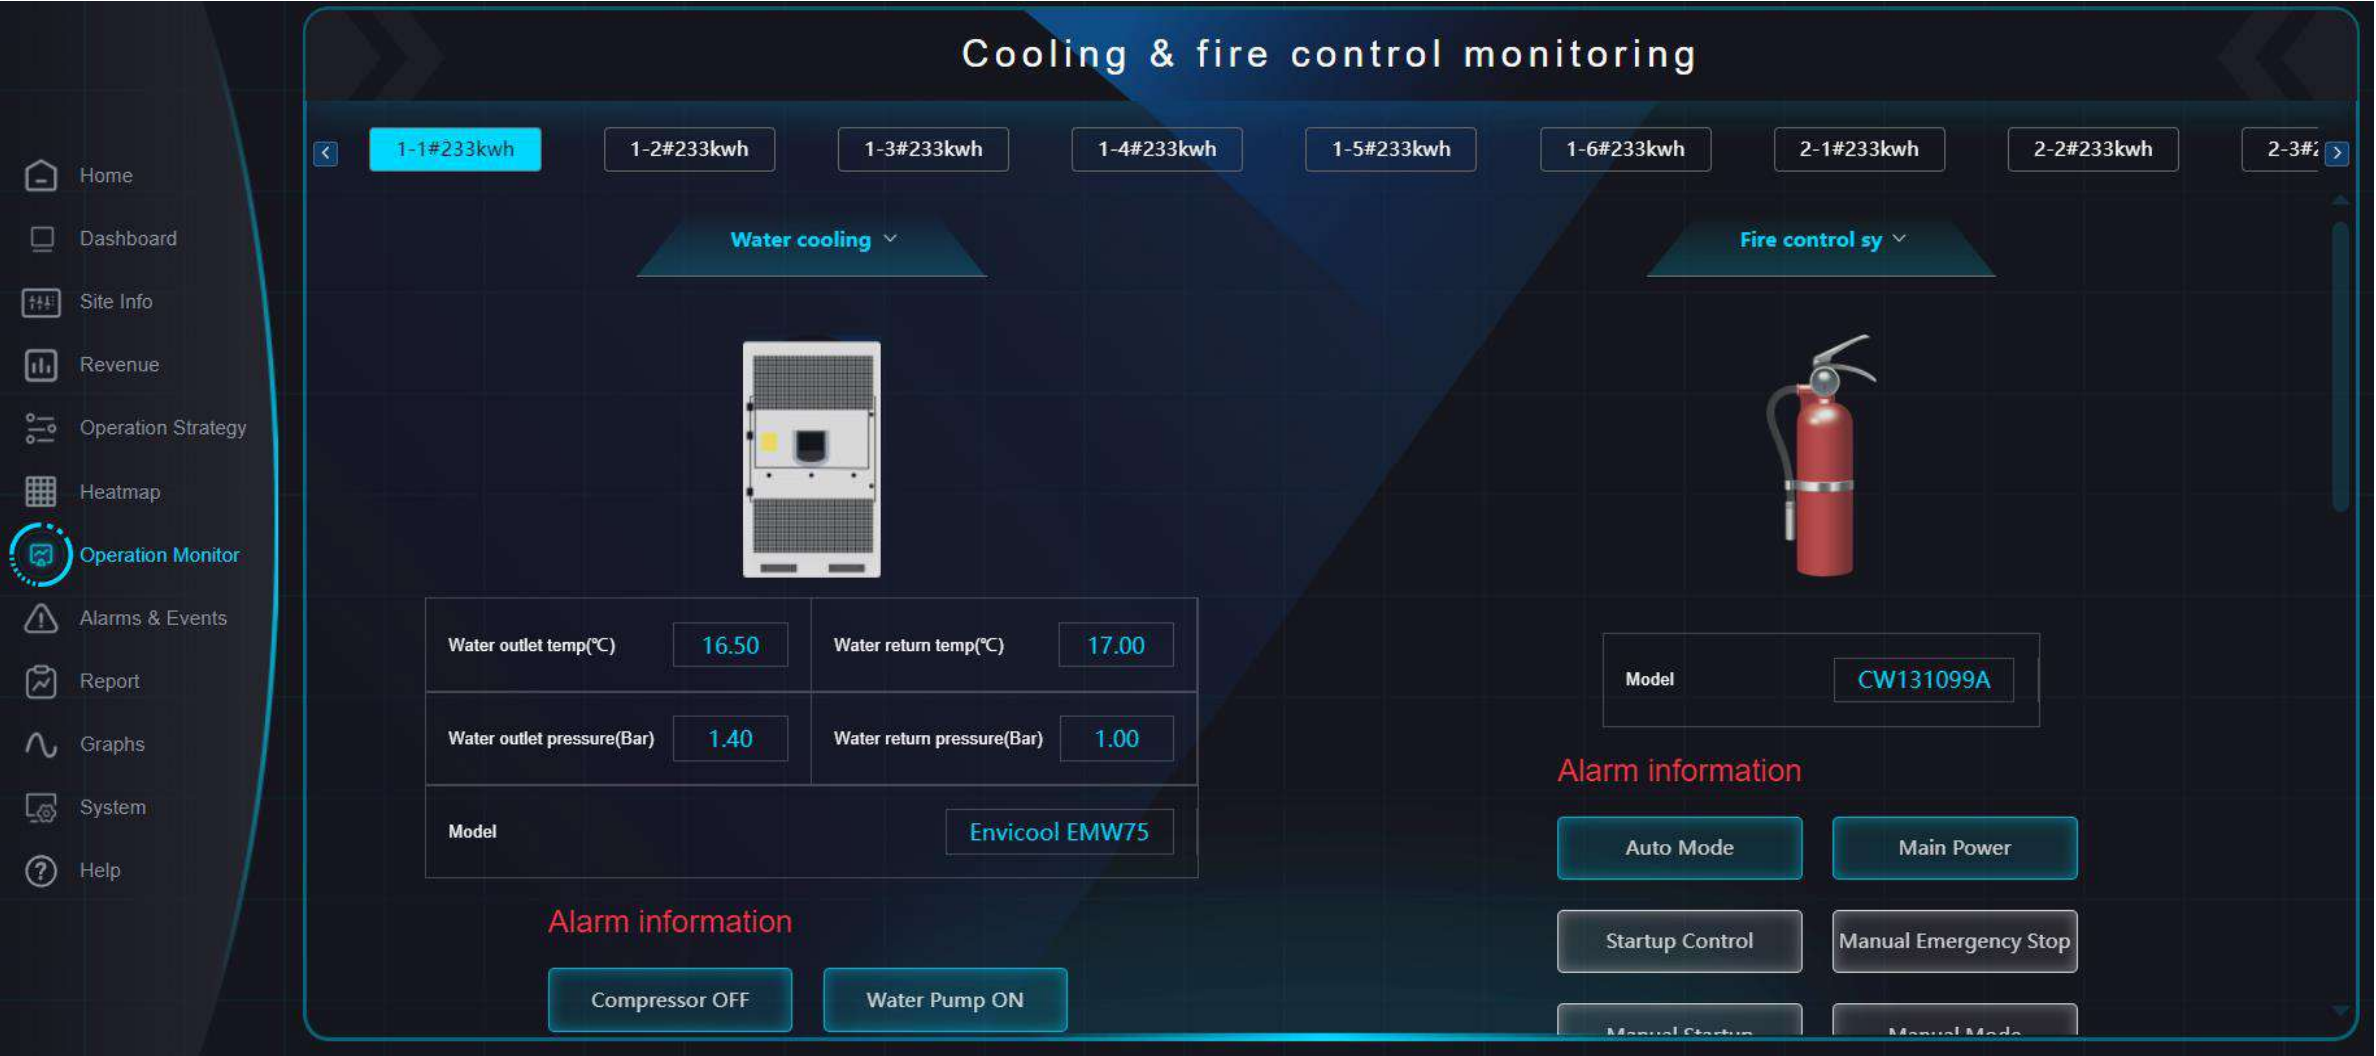 Cooling & fire control monitoring
1-1#233kwh
1-2#233kwh
1-3#233kwh
1-4#233kwh
1-5#233kwh
1-6#233kwh
2-1#233kwh
2-2#233kwh
Home
Dashboard
Site Info
Revenue
Operation Strategy
Heatmap
Operation Monitor
Alarms & Events
Report
Graphs
System
Help
Water cooling
Water outlet temp(℃) 16.50 Water return temp(℃) 17.00
Water outlet pressure(Bar) 1.40 Water return pressure(Bar) 1.00
Model Envicool EMW75
Alarm information
Compressor OFF Water Pump ON
Fire control sy
Model CW131099A
Alarm information
Auto Mode Main Power
Startup Control Manual Emergency Stop
Manual Startup Manual Mode